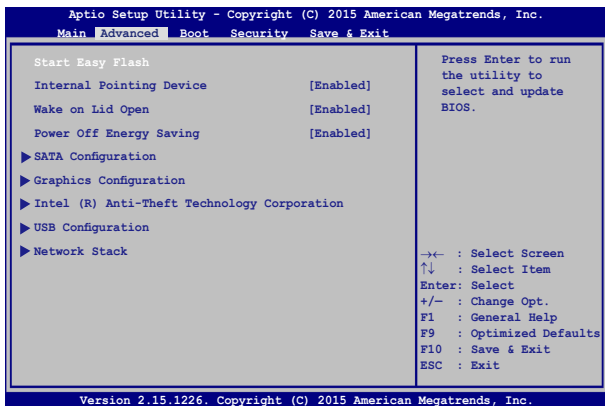 Aptio Setup Utility - Copyright (C) 2015 American Megatrends, Inc.
Main Advanced Boot Security Save & Exit
Start Easy Flash
Internal Pointing Device [Enabled]
Wake on Lid Open [Enabled]
Power Off Energy Saving [Enabled]
SATA Configuration
Graphics Configuration
Intel (R) Anti-Theft Technology Corporation
USB Configuration
Network Stack
Press Enter to run
the utility to
select and update
BIOS.
→← : Select Screen
↑↓ : Select Item
Enter: Select
+/— : Change Opt.
F1 : General Help
F9 : Optimized Defaults
F10 : Save & Exit
ESC : Exit
Version 2.15.1226. Copyright (C) 2015 American Megatrends, Inc.